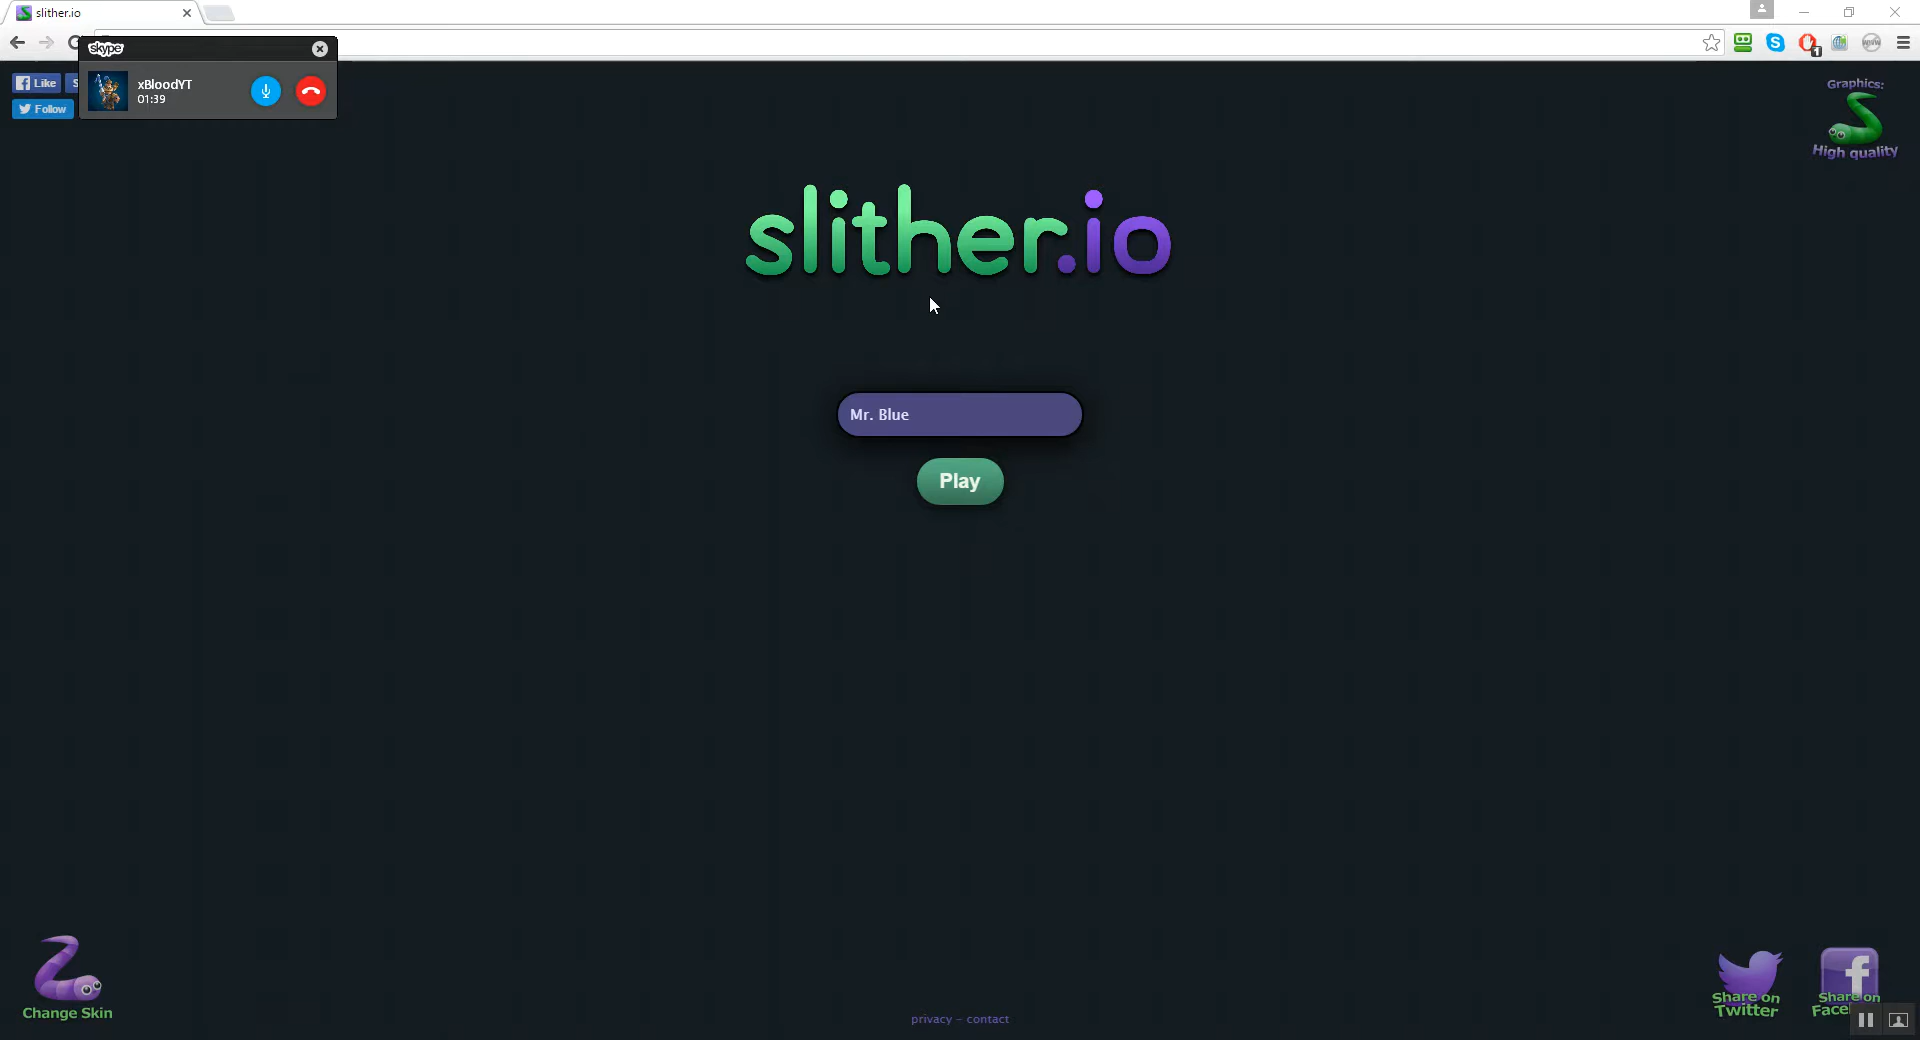 slither.io
skype
xBloodYT
01:39
Like
S
Follow
1
Graphics:
High quality
slither.io
Mr. Blue
Play
Change Skin
privacy – contact
Share on
Twitter
Share on